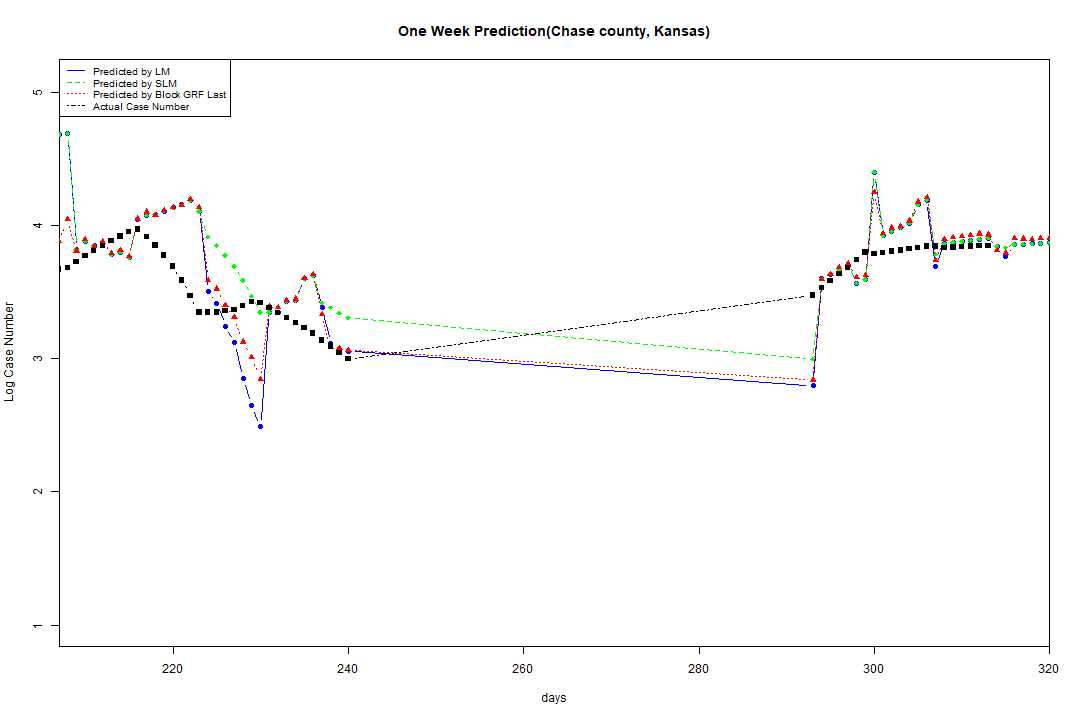 One Week Prediction(Chase county, Kansas)
Predicted by LM
Predicted by SLM
Predicted by Block GRF Last
Actual Case Number
5
4
3
2
1
Log Case Number
220 240 260 280 300 320
days